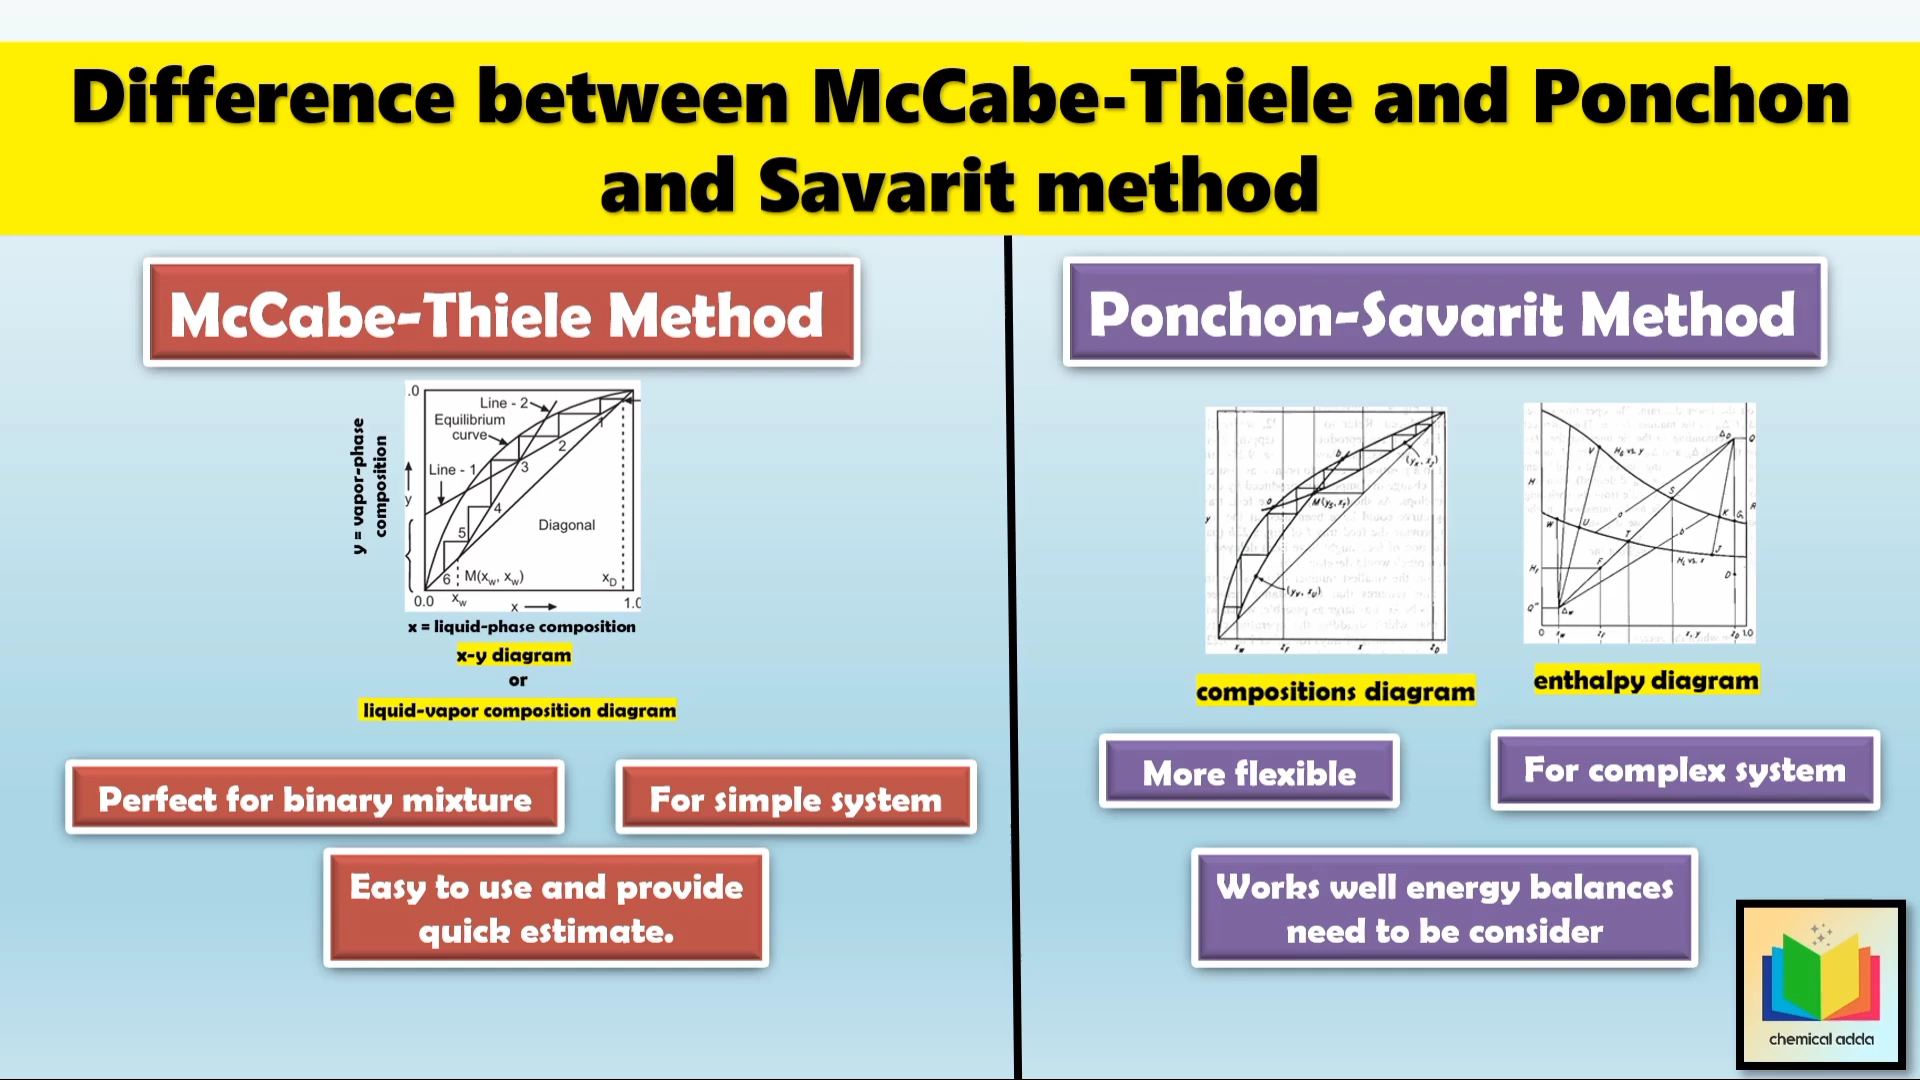 Difference between McCabe-Thiele and Ponchon
and Savarit method
McCabe-Thiele Method
.0
Line - 2
Equilibrium
curve
Line - 1
y
1
2
3
4
5
6
Diagonal
M(xw, xw)
xD
0.0
xw
x
1.0
y = vapor-phase
composition
x = liquid-phase composition
x-y diagram
or
liquid-vapor composition diagram
Perfect for binary mixture
For simple system
Easy to use and provide
quick estimate.
Ponchon-Savarit Method
compositions diagram
enthalpy diagram
More flexible
For complex system
Works well energy balances
need to be consider
chemical adda